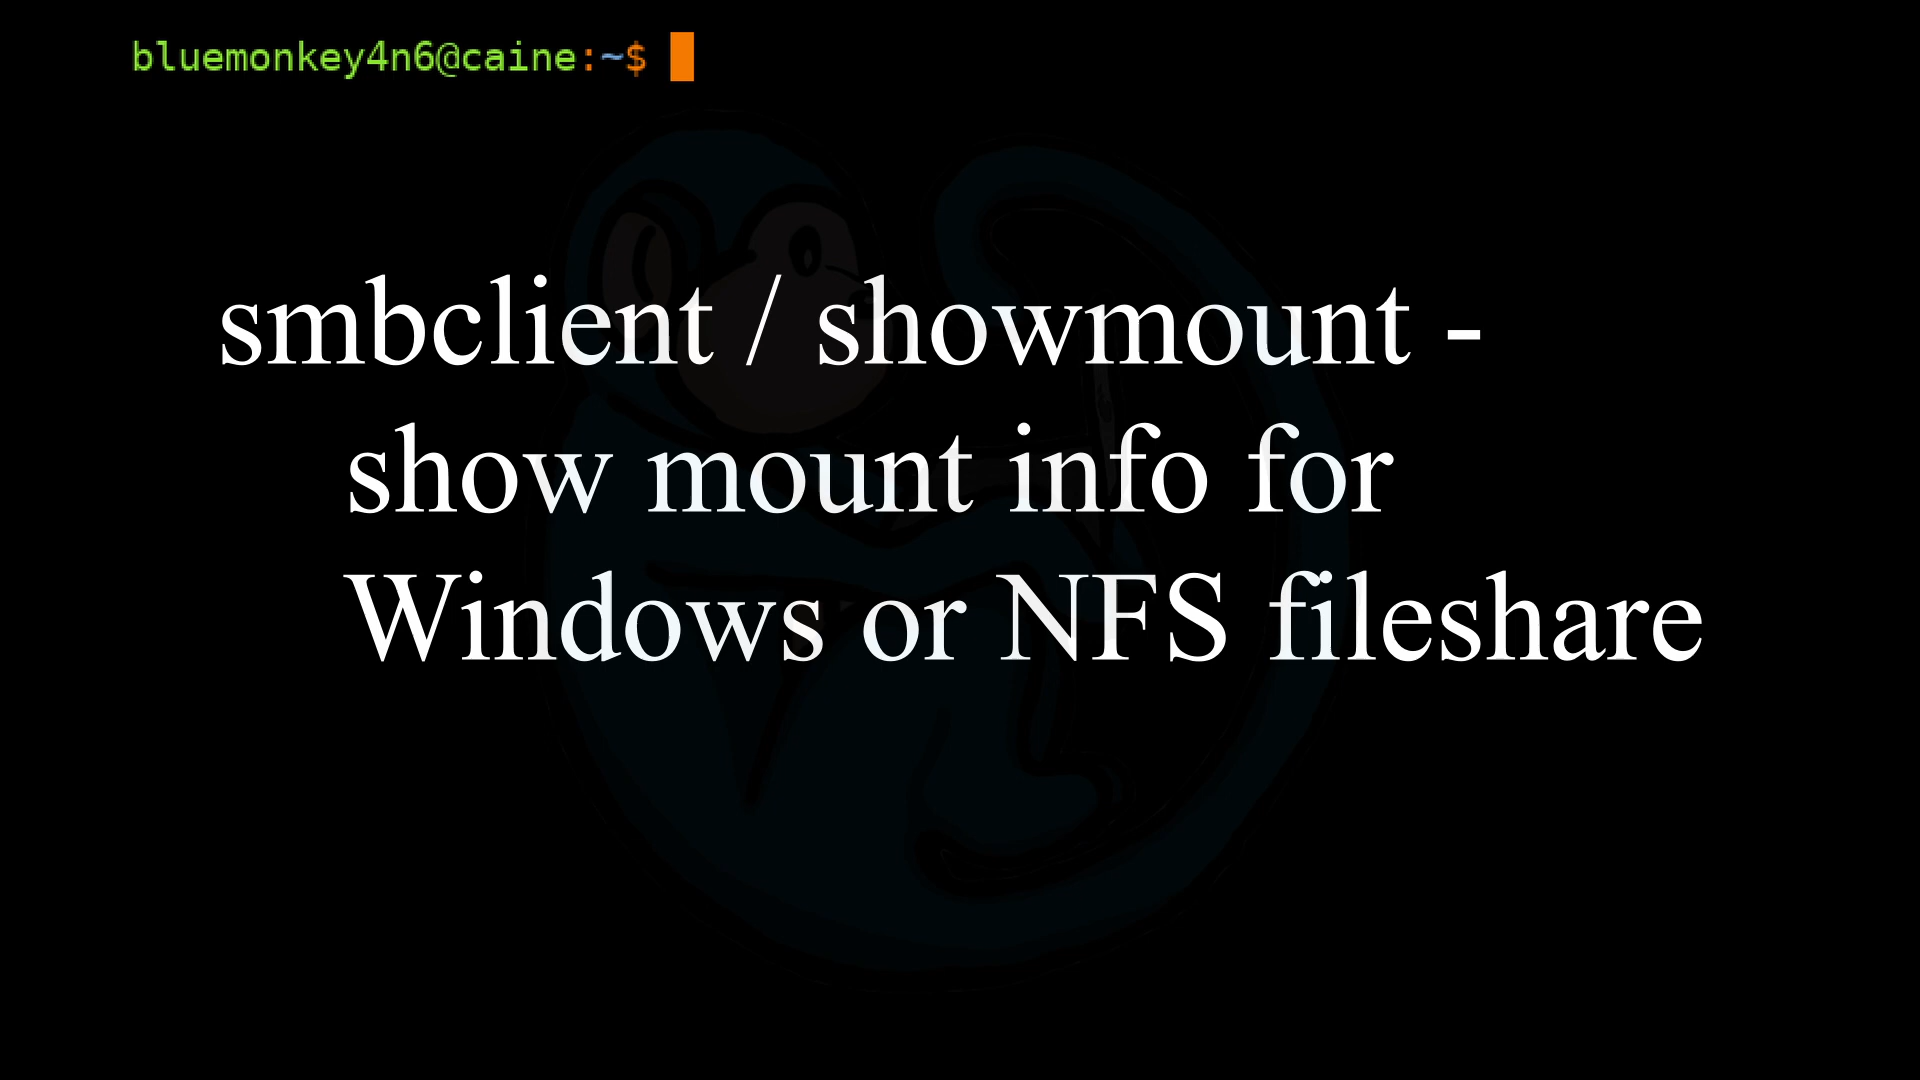 bluemonkey4n6@caine:~$
smbclient / showmount -
show mount info for
Windows or NFS fileshare